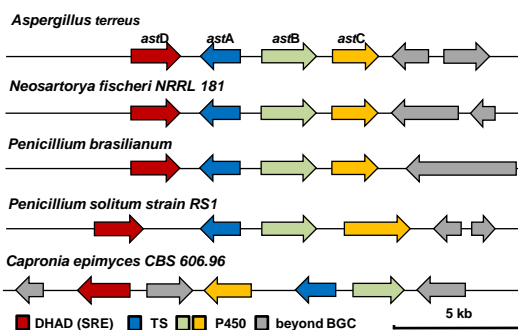 Aspergillus terreus
astD astA astB astC
Neosartorya fischeri NRRL 181
Penicillium brasilianum
Penicillium solitum strain RS1
Capronia epimyces CBS 606.96
DHAD (SRE) TS P450 beyond BGC 5 kb